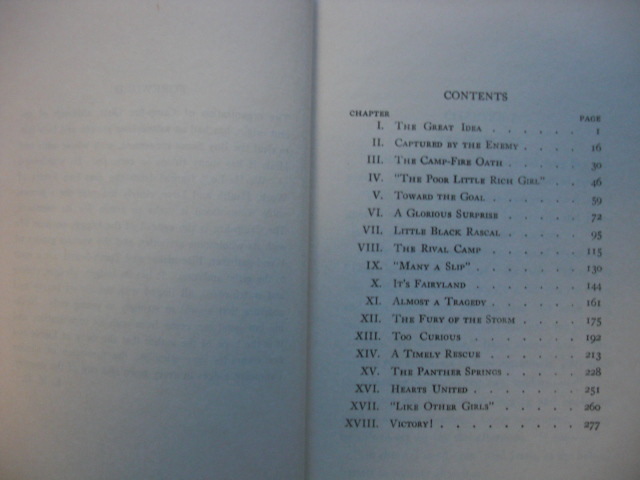 CONTENTS
CHAPTER PAGE
I. THE GREAT IDEA . . . . . . 1
II. CAPTURED BY THE ENEMY . . . . 16
III. THE CAMP-FIRE OATH . . . . . 30
IV. "THE POOR LITTLE RICH GIRL" . . 46
V. TOWARD THE GOAL . . . . . . 59
VI. A GLORIOUS SURPRISE . . . . . 72
VII. LITTLE BLACK RASCAL . . . . . 95
VIII. THE RIVAL CAMP . . . . . . 115
IX. "MANY A SLIP" . . . . . . . 130
X. IT'S FAIRYLAND . . . . . . 144
XI. ALMOST A TRAGEDY . . . . . . 161
XII. THE FURY OF THE STORM . . . . 175
XIII. TOO CURIOUS . . . . . . . 192
XIV. A TIMELY RESCUE . . . . . . 213
XV. THE PANTHER SPRINGS . . . . . 228
XVI. HEARTS UNITED . . . . . . . 251
XVII. "LIKE OTHER GIRLS" . . . . . 260
XVIII. VICTORY! . . . . . . . . . 277